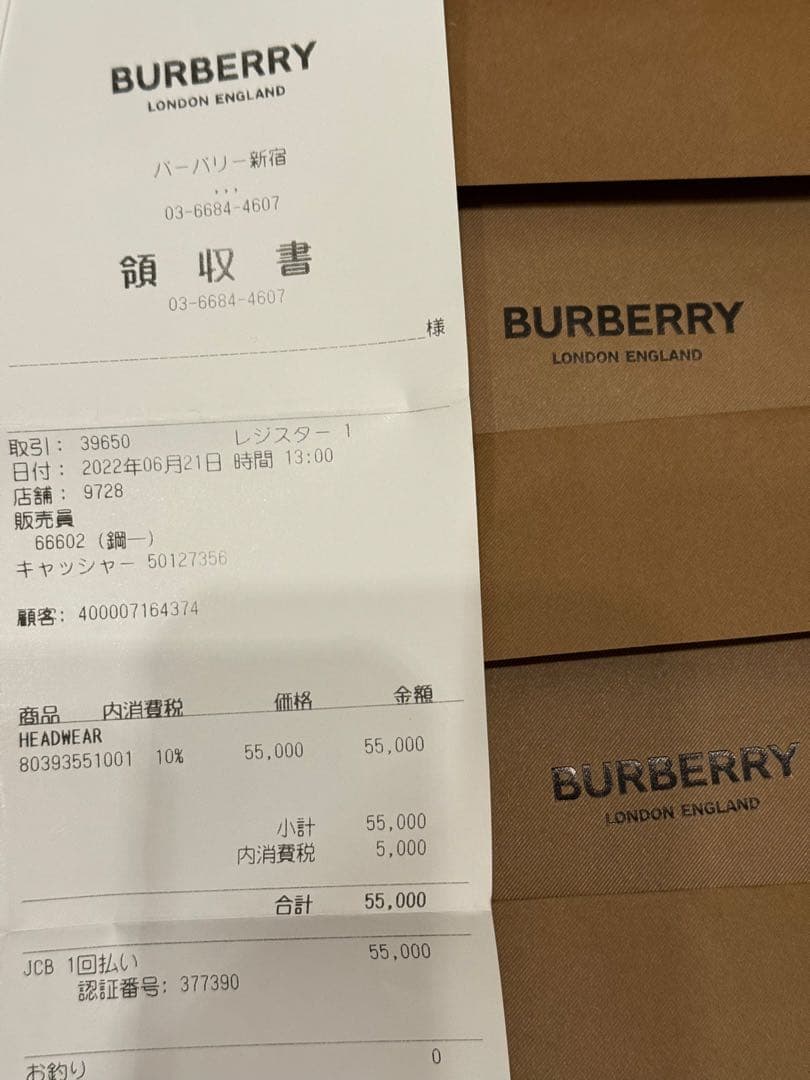 BURBERRY
LONDON ENGLAND
バーバリー新宿
,,,
03-6684-4607
領 収 書
03-6684-4607
様
取引: 39650 レジスター 1
日付: 2022年06月21日 時間 13:00
店舗: 9728
販売員
66602 (鋼一)
キャッシャー 50127356
顧客: 400007164374
商品 内消費税 価格 金額
HEADWEAR
80393551001 10% 55,000 55,000
小計 55,000
内消費税 5,000
合計 55,000
JCB 1回払い 55,000
認証番号: 377390
お釣り 0
BURBERRY
LONDON ENGLAND
BURBERRY
LONDON ENGLAND